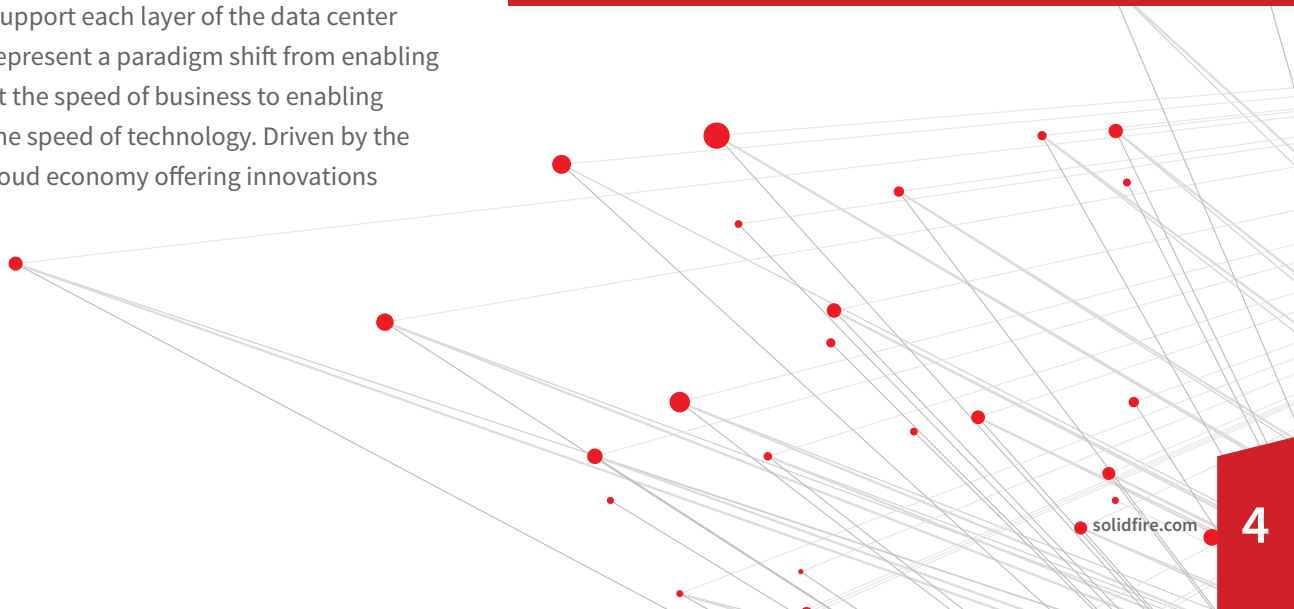 upport each layer of the data center
epresent a paradigm shift from enabling
t the speed of business to enabling
he speed of technology. Driven by the
oud economy offering innovations
solidfire.com
4